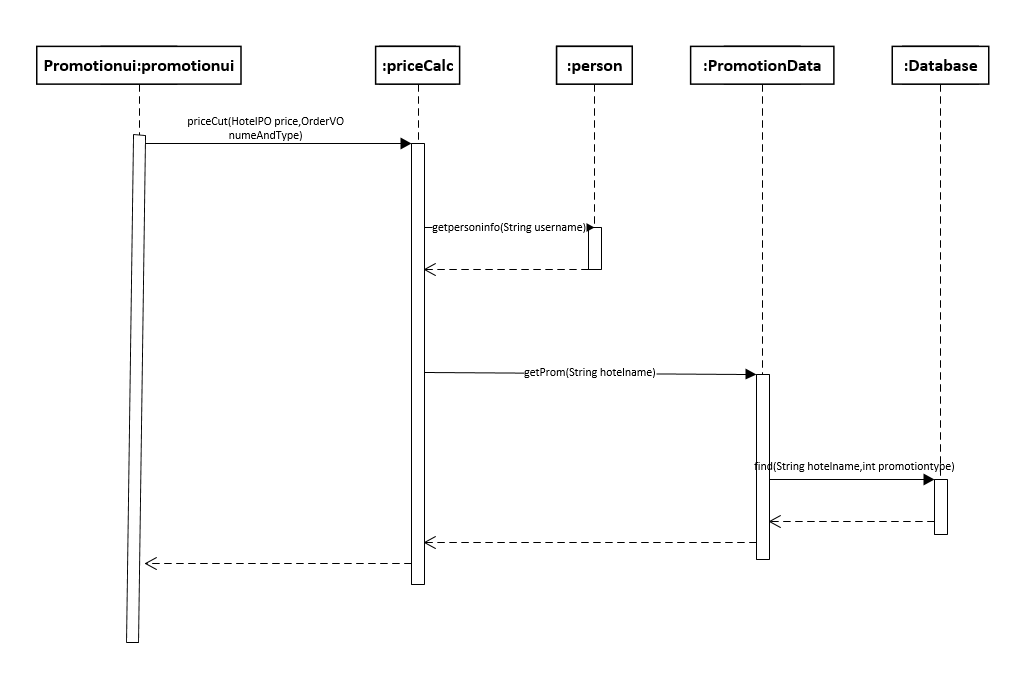 Promotionui:promotionui
:priceCalc
:person
:PromotionData
:Database
priceCut(HotelPO price,OrderVO
numeAndType)
getpersoninfo(String username)
getProm(String hotelname)
find(String hotelname,int promotiontype)